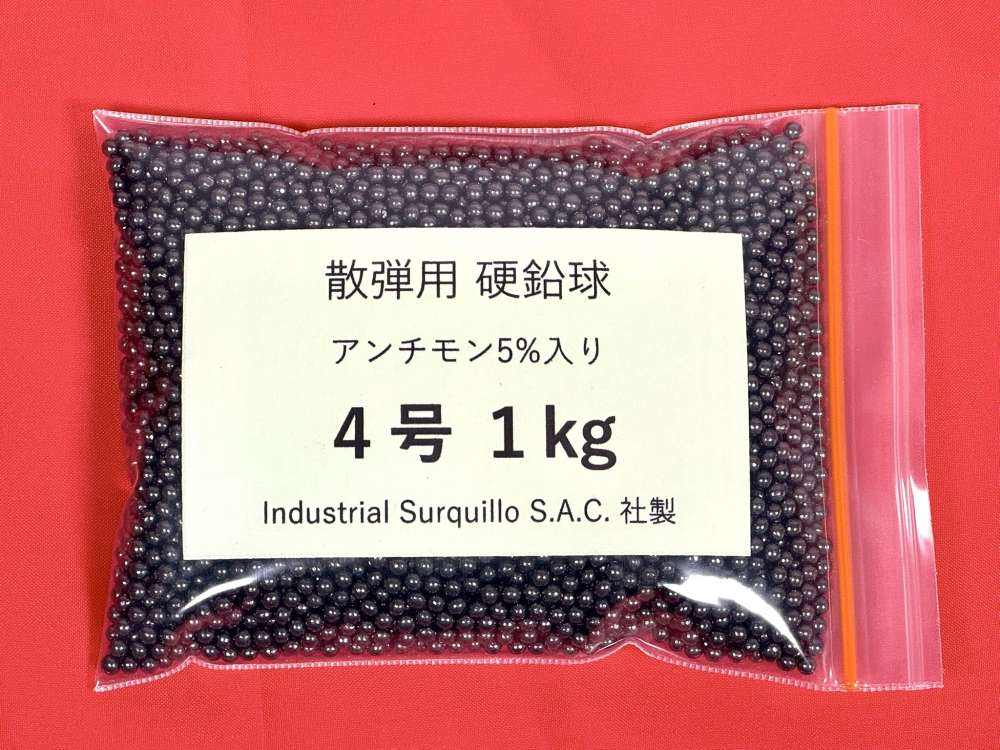 散弾用 硬鉛球
アンチモン5%入り
4号 1kg
Industrial Surquillo S.A.C. 社製